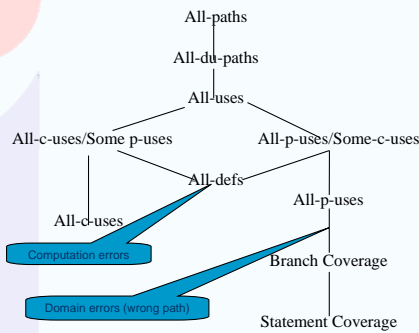 All-paths
All-du-paths
All-uses
All-c-uses/Some p-uses
All-p-uses/Some-c-uses
All-defs
All-p-uses
All-c-uses
Computation errors
Branch Coverage
Domain errors (wrong path)
Statement Coverage